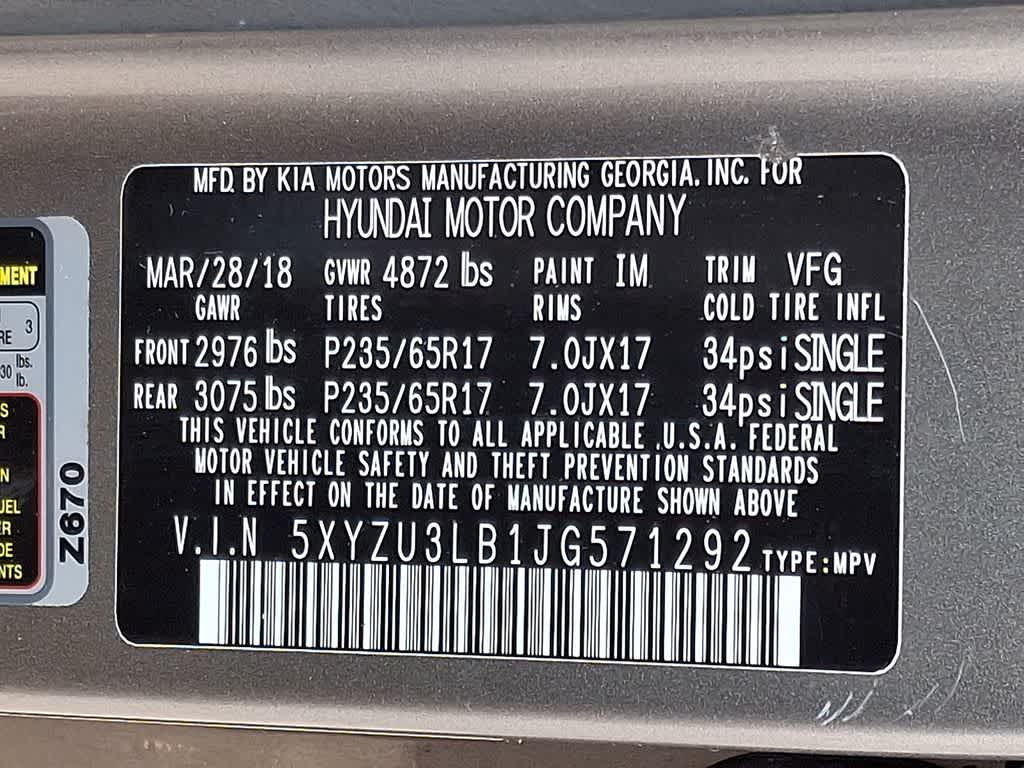 MFD. BY KIA MOTORS MANUFACTURING GEORGIA. INC. FOR
HYUNDAI MOTOR COMPANY
MAR/28/18 GVWR 4872 lbs PAINT IM TRIM VFG
GAWR TIRES RIMS COLD TIRE INFL
FRONT 2976 lbs P235/65R17 7.0JX17 34psi SINGLE
REAR 3075 lbs P235/65R17 7.0JX17 34psi SINGLE
THIS VEHICLE CONFORMS TO ALL APPLICABLE .U.S.A. FEDERAL
MOTOR VEHICLE SAFETY AND THEFT PREVENTION STANDARDS
IN EFFECT ON THE DATE OF MANUFACTURE SHOWN ABOVE
V.I.N 5XYZU3LB1JG571292 TYPE:MPV
3
lbs.
lb.
Z670